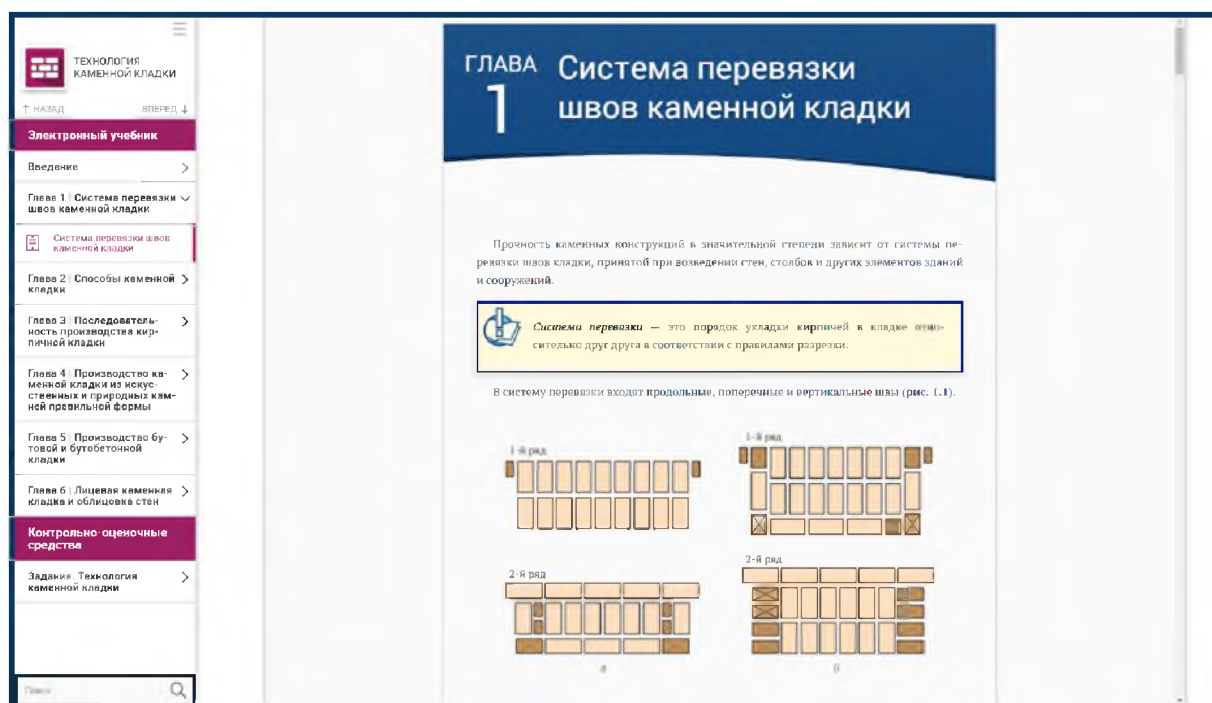 ТЕХНОЛОГИЯ
КАМЕННОЙ КЛАДКИ
↑ НАЗАД
ВПЕРЕД ↓
Электронный учебник
Введение
Глава 1 | Система перевязки
швов каменной кладки
Система перевязки швов
каменной кладки
Глава 2 | Способы каменной
кладки
Глава 3 | Последователь-
ность производства кир-
пичной кладки
Глава 4 | Производство ка-
менной кладки из искус-
ственных и природных кам-
ней правильной формы
Глава 5 | Производство бу-
товой и бутобетонной
кладки
Глава 6 | Лицевая каменная
кладка и облицовка стен
Контрольно-оценочные
средства
Задания. Технология
каменной кладки
Поиск
ГЛАВА
1
Система перевязки
швов каменной кладки
Прочность каменных конструкций в значительной степени зависит от системы пе-
ревязки швов кладки, принятой при возведении стен, столбов и других элементов зданий
и сооружений.
Система перевязки — это порядок укладки кирпичей в кладке отно-
сительно друг друга в соответствии с правилами разрезки.
В систему перевязки входят продольные, поперечные и вертикальные швы (рис. 1.1).
1-й ряд
1-й ряд
2-й ряд
2-й ряд
а
б